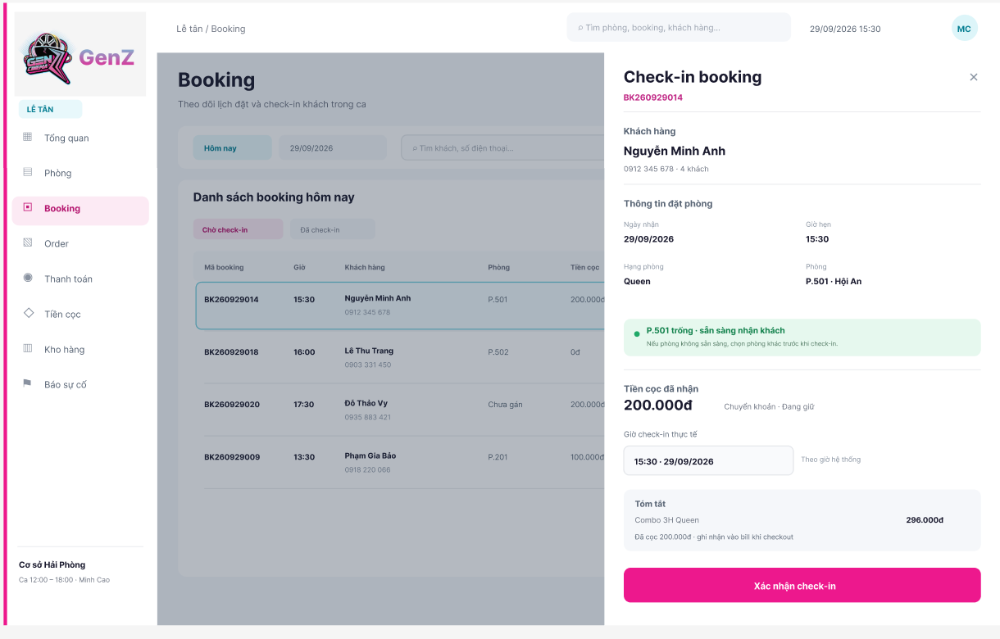 GenZ
LỄ TÂN
Tổng quan
Phòng
Booking
Order
Thanh toán
Tiền cọc
Kho hàng
Báo sự cố
Cơ sở Hải Phòng
Ca 12:00 – 18:00 · Minh Cao
Lễ tân / Booking
Tìm phòng, booking, khách hàng...
29/09/2026 15:30
MC
Booking
Theo dõi lịch đặt và check-in khách trong ca
Hôm nay
29/09/2026
Tìm khách, số điện thoại...
Danh sách booking hôm nay
Chờ check-in
Đã check-in
Mã booking Giờ Khách hàng Phòng Tiền cọc
BK260929014 15:30 Nguyễn Minh Anh P.501 200.000đ
0912 345 678
BK260929018 16:00 Lê Thu Trang P.502 0đ
0903 331 450
BK260929020 17:30 Đỗ Thảo Vy Chưa gán 200.000đ
0935 883 421
BK260929009 13:30 Phạm Gia Bảo P.201 100.000đ
0918 220 066
Check-in booking
BK260929014
Khách hàng
Nguyễn Minh Anh
0912 345 678 · 4 khách
Thông tin đặt phòng
Ngày nhận Giờ hẹn
29/09/2026 15:30
Hạng phòng Phòng
Queen P.501 · Hội An
P.501 trống · sẵn sàng nhận khách
Nếu phòng không sẵn sàng, chọn phòng khác trước khi check-in.
Tiền cọc đã nhận
200.000đ Chuyển khoản · Đang giữ
Giờ check-in thực tế
15:30 · 29/09/2026 Theo giờ hệ thống
Tóm tắt
Combo 3H Queen 296.000đ
Đã cọc 200.000đ · ghi nhận vào bill khi checkout
Xác nhận check-in